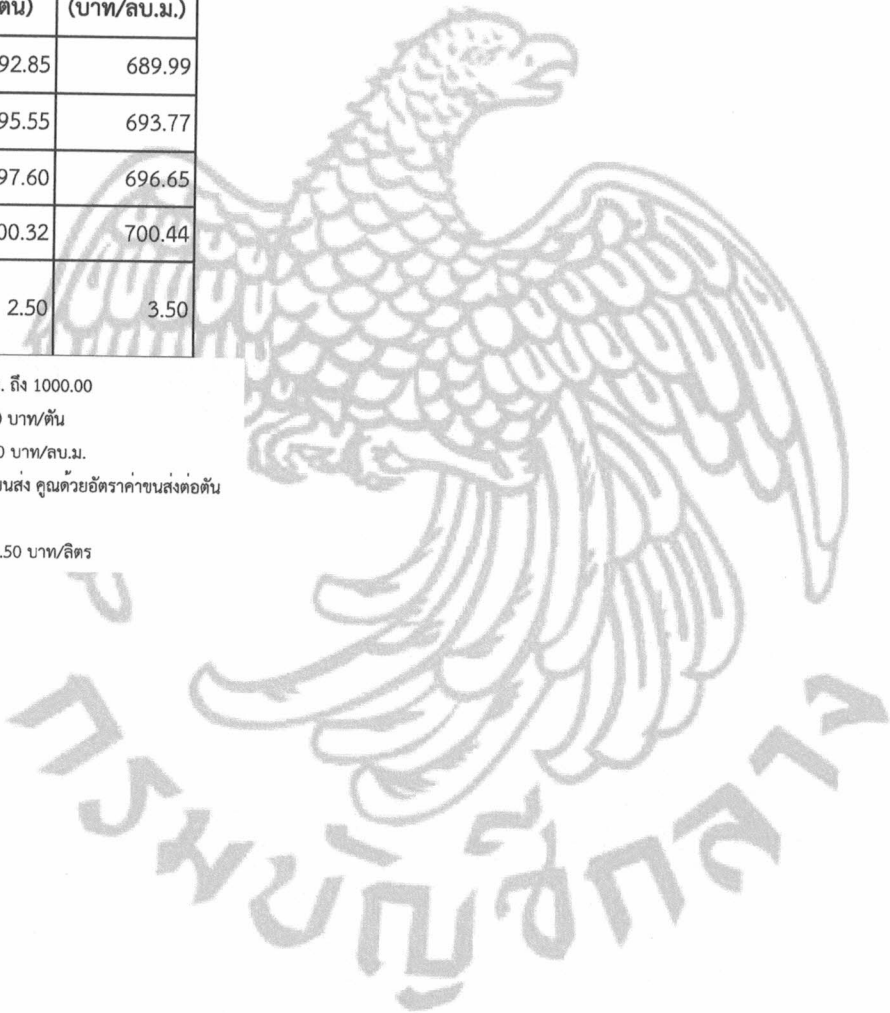 ตัน) (บาท/ลบ.ม.)
92.85 689.99
95.55 693.77
97.60 696.65
00.32 700.44
2.50 3.50
. ถึง 1000.00
0 บาท/ตัน
0 บาท/ลบ.ม.
นส่ง คูณด้วยอัตราค่าขนส่งต่อตัน
.50 บาท/ลิตร
กรมบัญชีกลาง